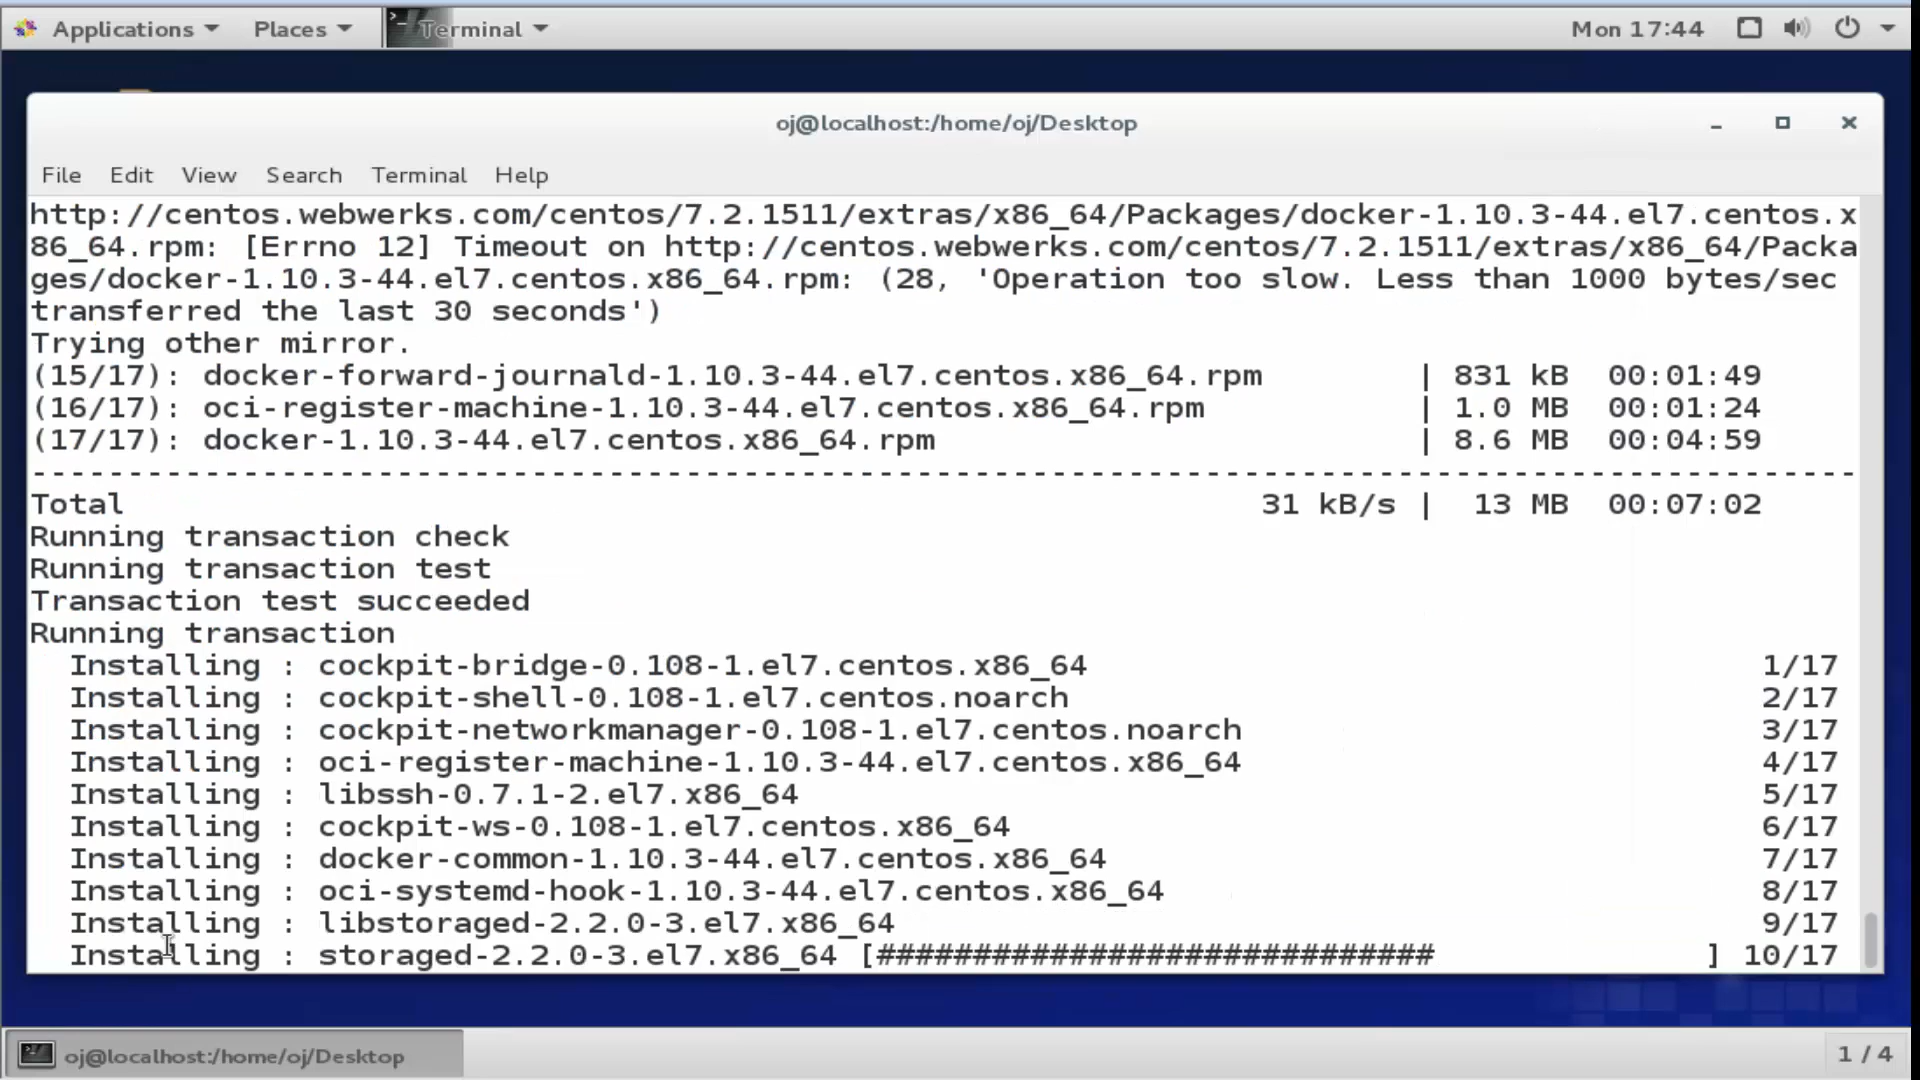 Applications Places Terminal Mon 17:44
oj@localhost:/home/oj/Desktop
File Edit View Search Terminal Help
http://centos.webwerks.com/centos/7.2.1511/extras/x86_64/Packages/docker-1.10.3-44.el7.centos.x
86_64.rpm: [Errno 12] Timeout on http://centos.webwerks.com/centos/7.2.1511/extras/x86_64/Packa
ges/docker-1.10.3-44.el7.centos.x86_64.rpm: (28, 'Operation too slow. Less than 1000 bytes/sec
transferred the last 30 seconds')
Trying other mirror.
(15/17): docker-forward-journald-1.10.3-44.el7.centos.x86_64.rpm | 831 kB 00:01:49
(16/17): oci-register-machine-1.10.3-44.el7.centos.x86_64.rpm | 1.0 MB 00:01:24
(17/17): docker-1.10.3-44.el7.centos.x86_64.rpm | 8.6 MB 00:04:59
-----------------------------------------------------------------------------------------------
Total 31 kB/s | 13 MB 00:07:02
Running transaction check
Running transaction test
Transaction test succeeded
Running transaction
Installing : cockpit-bridge-0.108-1.el7.centos.x86_64 1/17
Installing : cockpit-shell-0.108-1.el7.centos.noarch 2/17
Installing : cockpit-networkmanager-0.108-1.el7.centos.noarch 3/17
Installing : oci-register-machine-1.10.3-44.el7.centos.x86_64 4/17
Installing : libssh-0.7.1-2.el7.x86_64 5/17
Installing : cockpit-ws-0.108-1.el7.centos.x86_64 6/17
Installing : docker-common-1.10.3-44.el7.centos.x86_64 7/17
Installing : oci-systemd-hook-1.10.3-44.el7.centos.x86_64 8/17
Installing : libstoraged-2.2.0-3.el7.x86_64 9/17
Installing : storaged-2.2.0-3.el7.x86_64 [############################# ] 10/17
oj@localhost:/home/oj/Desktop 1 / 4